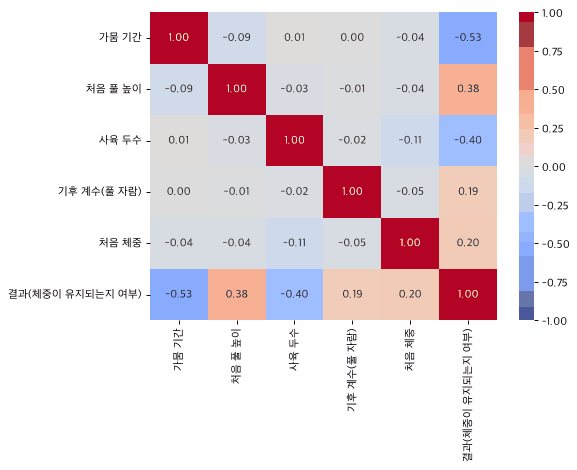 가뭄 기간 1.00 -0.09 0.01 0.00 -0.04 -0.53
처음 풀 높이 -0.09 1.00 -0.03 -0.01 -0.04 0.38
사육 두수 0.01 -0.03 1.00 -0.02 -0.11 -0.40
기후 계수(풀 자람) 0.00 -0.01 -0.02 1.00 -0.05 0.19
처음 체중 -0.04 -0.04 -0.11 -0.05 1.00 0.20
결과(체중이 유지되는지 여부) -0.53 0.38 -0.40 0.19 0.20 1.00
가뭄 기간
처음 풀 높이
사육 두수
기후 계수(풀 자람)
처음 체중
결과(체중이 유지되는지 여부)
1.00
0.75
0.50
0.25
0.00
-0.25
-0.50
-0.75
-1.00